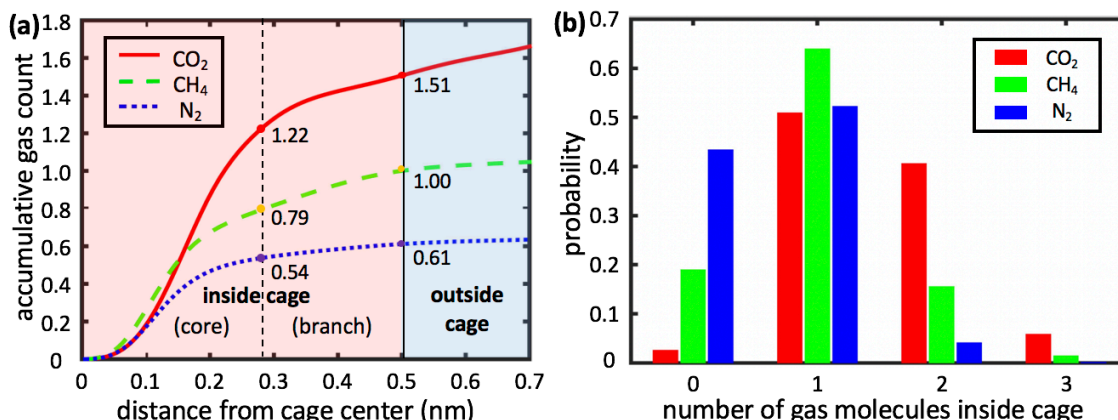 (a)
accumulative gas count
1.8
1.6
1.4
1.2
1.0
0.8
0.6
0.4
0.2
0
CO₂
CH₄
N₂
1.22
1.51
0.79
1.00
0.54
0.61
inside cage
(core)
(branch)
outside
cage
0 0.1 0.2 0.3 0.4 0.5 0.6 0.7
distance from cage center (nm)
(b)
probability
0.7
0.6
0.5
0.4
0.3
0.2
0.1
0
CO₂
CH₄
N₂
0 1 2 3
number of gas molecules inside cage